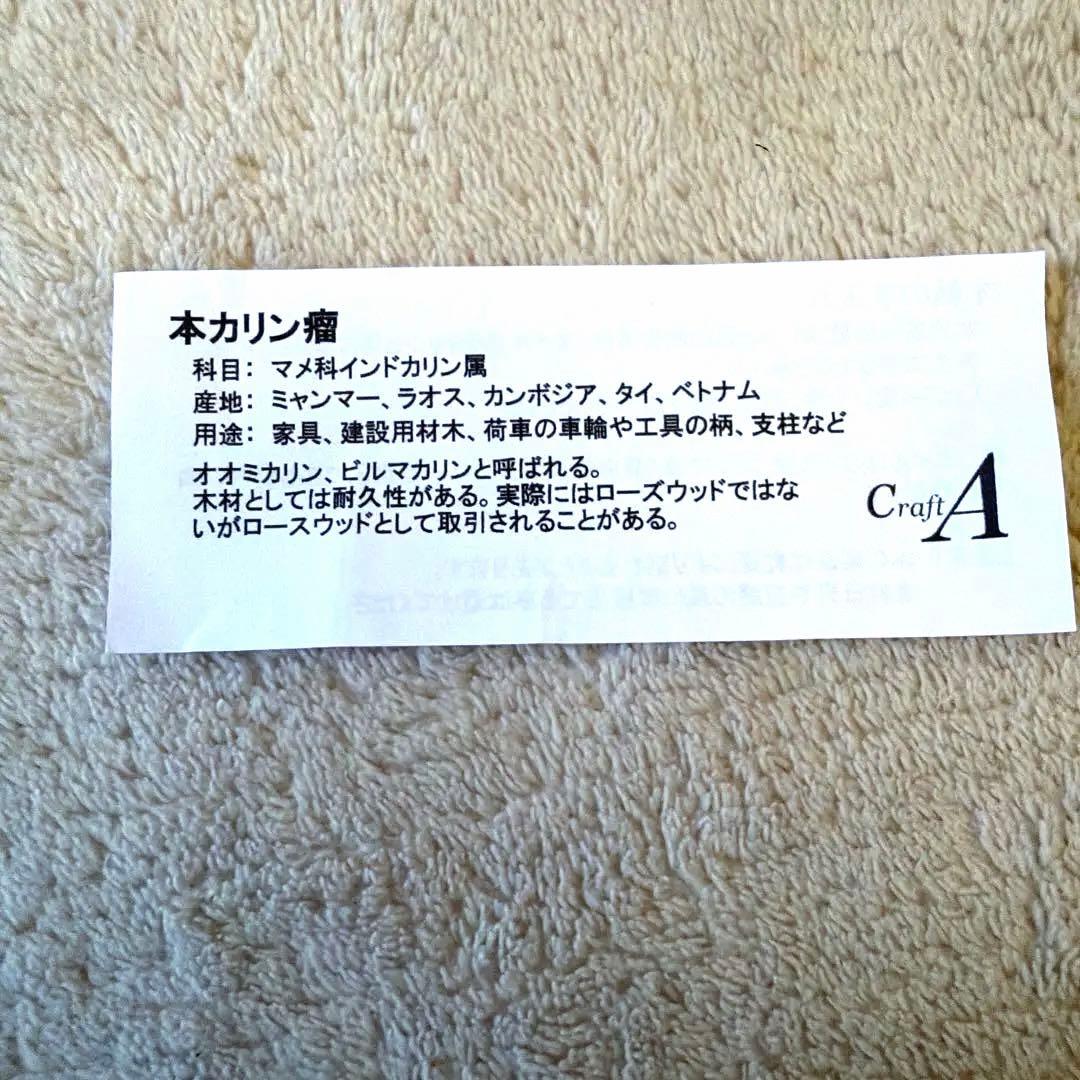 本カリン瘤
科目： マメ科インドカリン属
産地： ミャンマー、ラオス、カンボジア、タイ、ベトナム
用途： 家具、建設用材木、荷車の車輪や工具の柄、支柱など
オオミカリン、ビルマカリンと呼ばれる。
木材としては耐久性がある。実際にはローズウッドではな
いがロースウッドとして取引されることがある。
Craft A